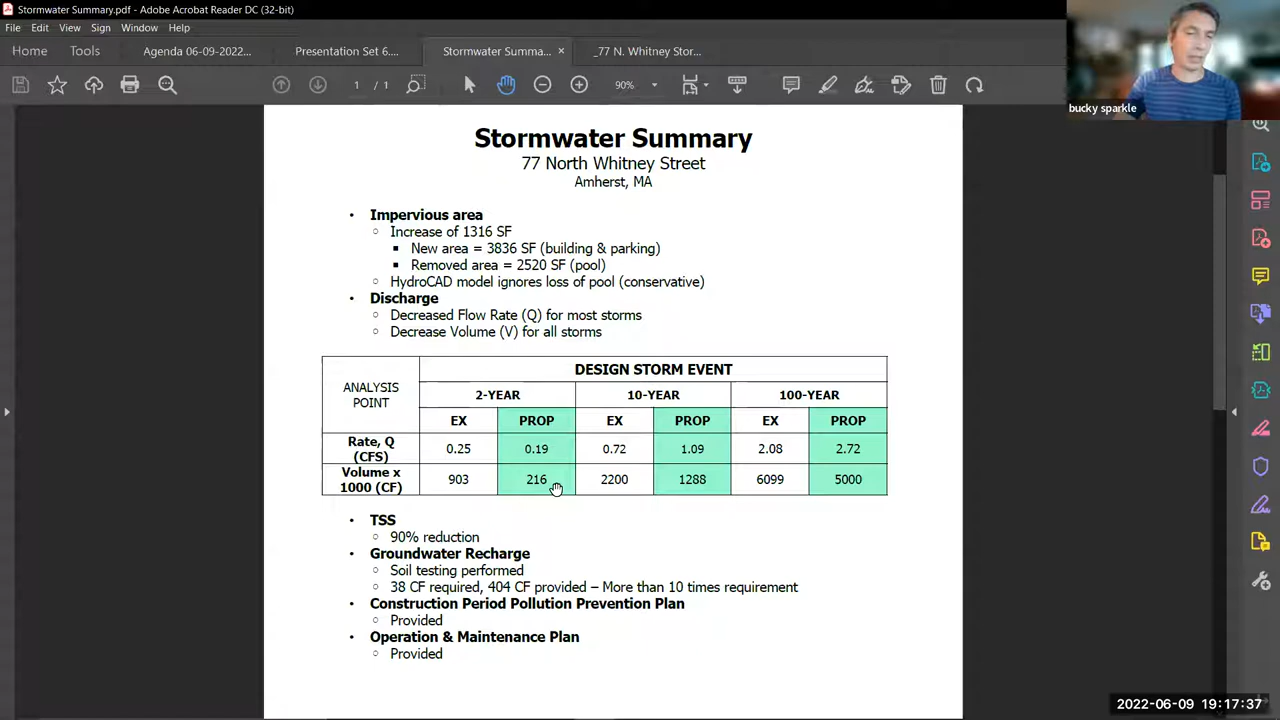 Stormwater Summary.pdf - Adobe Acrobat Reader DC (32-bit)
File Edit View Sign Window Help
Home Tools Agenda 06-09-2022... Presentation Set 6.... Stormwater Summa... × _77 N. Whitney Stor...
1 / 1 90%
bucky sparkle
Stormwater Summary
77 North Whitney Street
Amherst, MA
• Impervious area
○ Increase of 1316 SF
▪ New area = 3836 SF (building & parking)
▪ Removed area = 2520 SF (pool)
○ HydroCAD model ignores loss of pool (conservative)
• Discharge
○ Decreased Flow Rate (Q) for most storms
○ Decrease Volume (V) for all storms
ANALYSIS POINT DESIGN STORM EVENT
2-YEAR 10-YEAR 100-YEAR
EX PROP EX PROP EX PROP
Rate, Q (CFS) 0.25 0.19 0.72 1.09 2.08 2.72
Volume x 1000 (CF) 903 216 2200 1288 6099 5000
• TSS
○ 90% reduction
• Groundwater Recharge
○ Soil testing performed
○ 38 CF required, 404 CF provided – More than 10 times requirement
• Construction Period Pollution Prevention Plan
○ Provided
• Operation & Maintenance Plan
○ Provided
2022-06-09 19:17:37